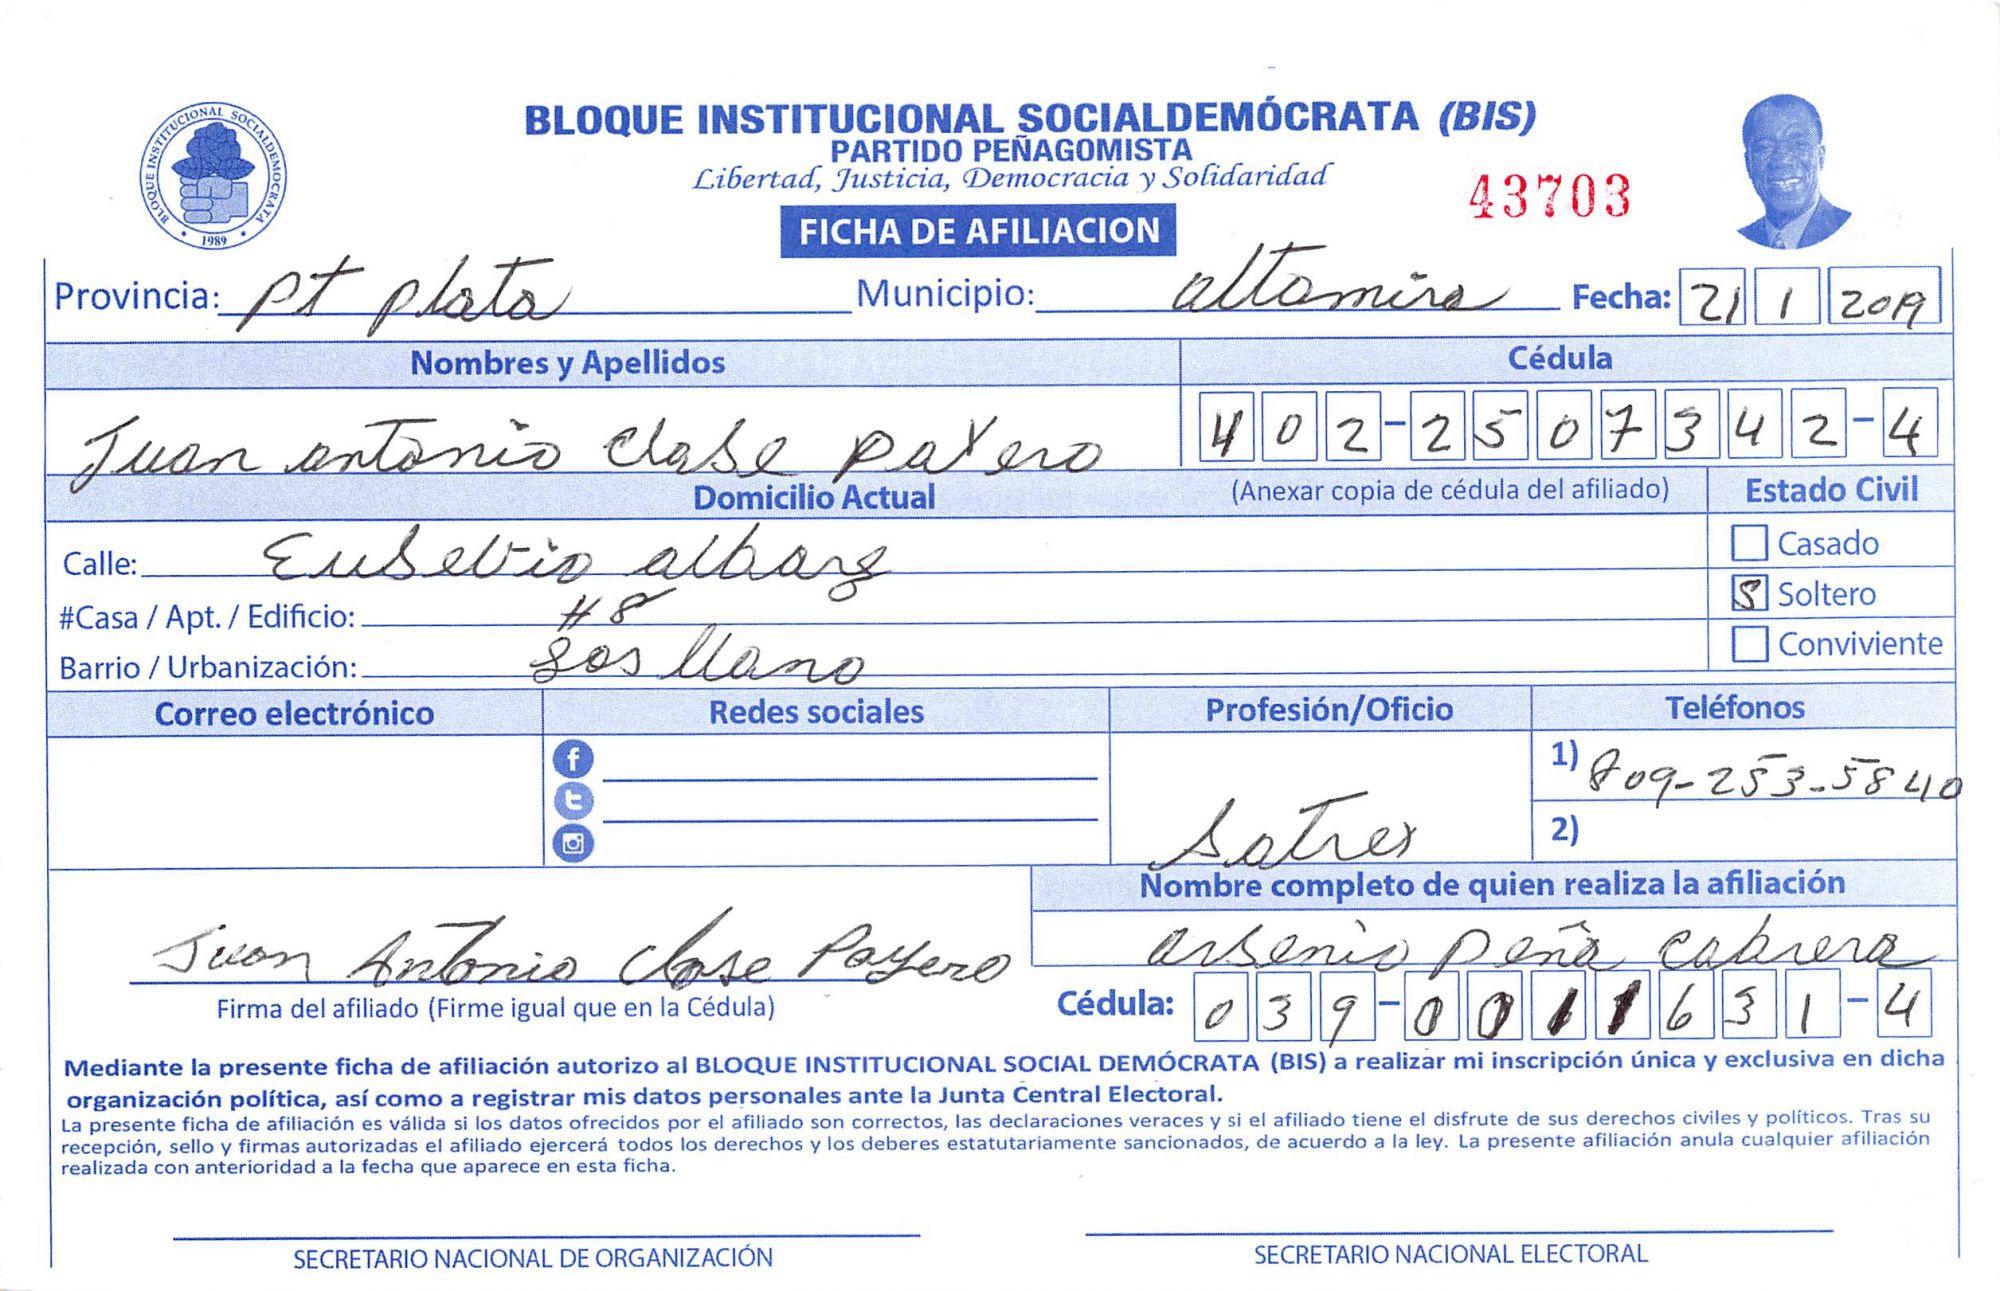 BLOQUE INSTITUCIONAL SOCIALDEMOCRATA
1989
BLOQUE INSTITUCIONAL SOCIALDEMÓCRATA (BIS)
PARTIDO PEÑAGOMISTA
Libertad, Justicia, Democracia y Solidaridad
43703
FICHA DE AFILIACION
Provincia: Pt Plata Municipio: altamira Fecha: 21 1 2019
Nombres y Apellidos Cédula
Juan antonio Clase Payero 402-2507342-4
Domicilio Actual (Anexar copia de cédula del afiliado) Estado Civil
Calle: Eusebio albarz Casado
#Casa / Apt. / Edificio: #8 S Soltero
Barrio / Urbanización: Los llano Conviviente
Correo electrónico Redes sociales Profesión/Oficio Teléfonos
1) 809-253-5840
Satrex 2)
Nombre completo de quien realiza la afiliación
Juan Antonio Clase Payero arsenio Peña Cabrera
Firma del afiliado (Firme igual que en la Cédula) Cédula: 039-0011631-4
Mediante la presente ficha de afiliación autorizo al BLOQUE INSTITUCIONAL SOCIAL DEMÓCRATA (BIS) a realizar mi inscripción única y exclusiva en dicha
organización política, así como a registrar mis datos personales ante la Junta Central Electoral.
La presente ficha de afiliación es válida si los datos ofrecidos por el afiliado son correctos, las declaraciones veraces y si el afiliado tiene el disfrute de sus derechos civiles y políticos. Tras su
recepción, sello y firmas autorizadas el afiliado ejercerá todos los derechos y los deberes estatutariamente sancionados, de acuerdo a la ley. La presente afiliación anula cualquier afiliación
realizada con anterioridad a la fecha que aparece en esta ficha.
SECRETARIO NACIONAL DE ORGANIZACIÓN SECRETARIO NACIONAL ELECTORAL